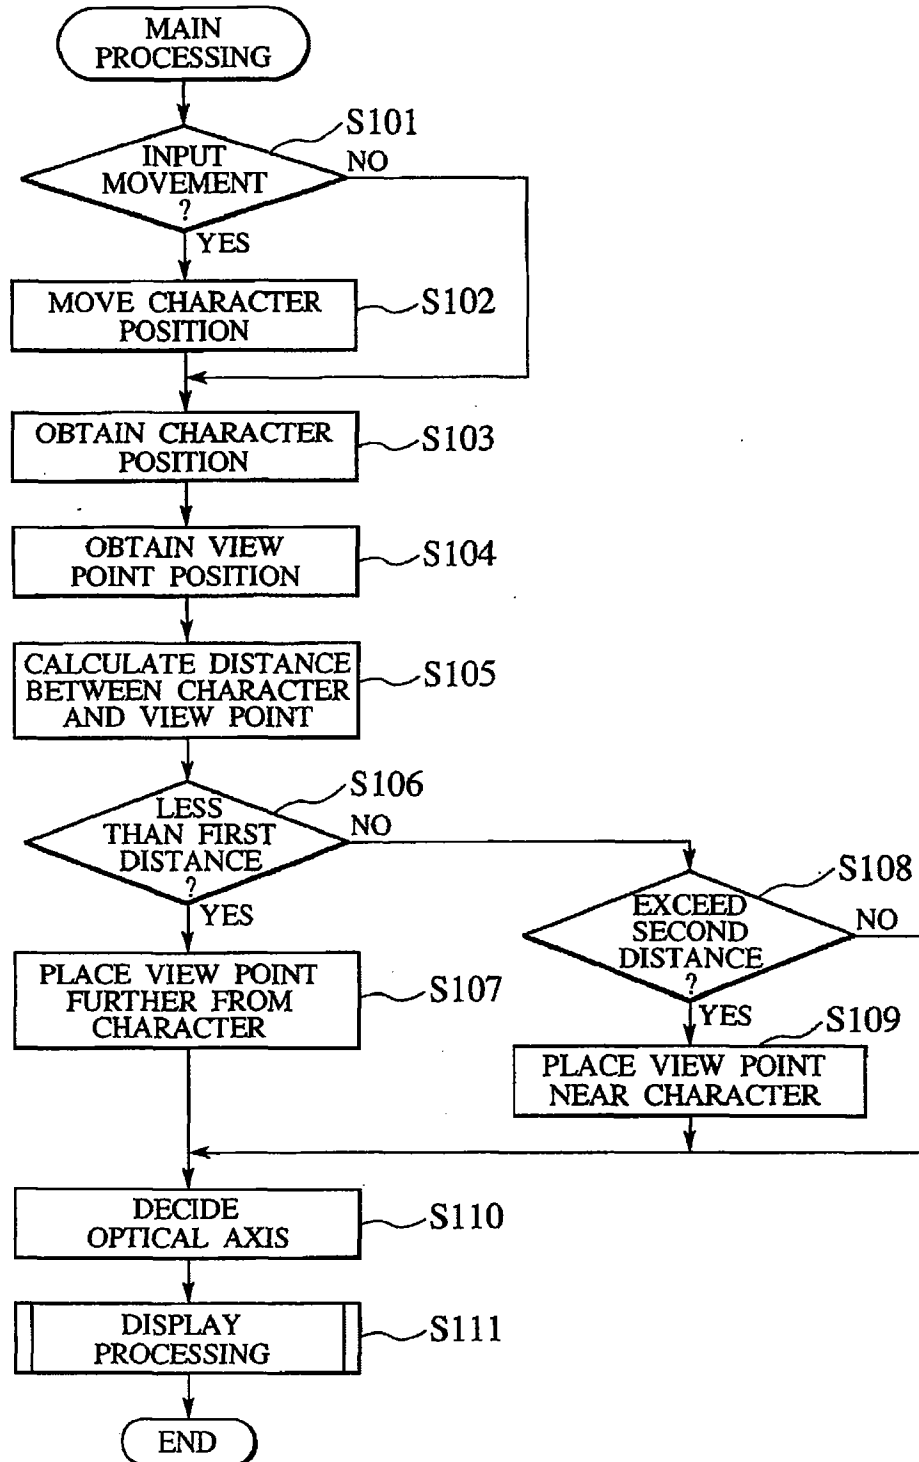 MAIN
PROCESSING
S101
INPUT
MOVEMENT
?
NO
YES
MOVE CHARACTER
POSITION
S102
OBTAIN CHARACTER
POSITION
S103
OBTAIN VIEW
POINT POSITION
S104
CALCULATE DISTANCE
BETWEEN CHARACTER
AND VIEW POINT
S105
S106
LESS
THAN FIRST
DISTANCE
?
NO
YES
S108
EXCEED
SECOND
DISTANCE
?
NO
YES
PLACE VIEW POINT
FURTHER FROM
CHARACTER
S107
S109
PLACE VIEW POINT
NEAR CHARACTER
DECIDE
OPTICAL AXIS
S110
DISPLAY
PROCESSING
S111
END